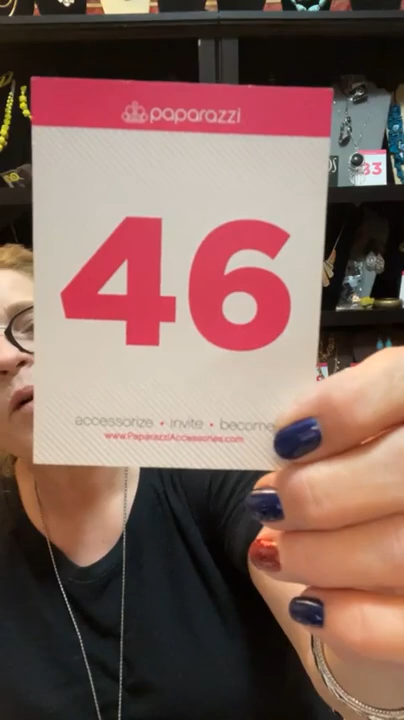 paparazzi
46
accessorize • invite • become
www.PaparazziAccessories.com
33